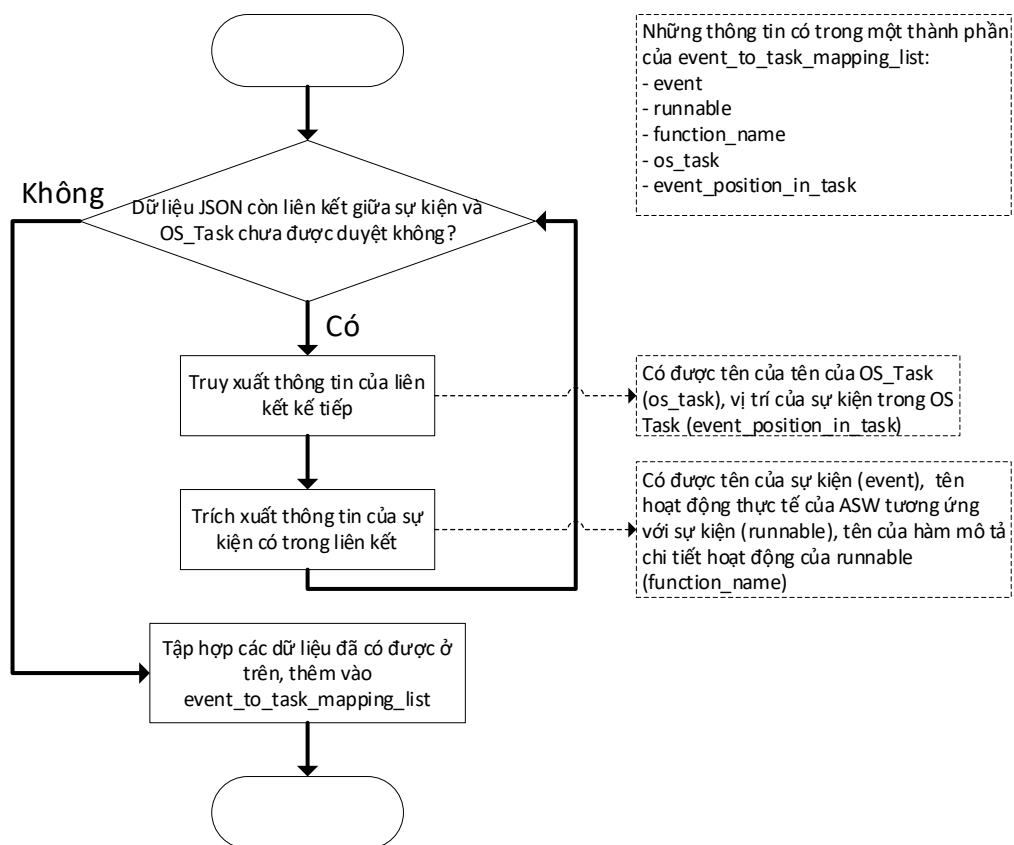 Những thông tin có trong một thành phần
của event_to_task_mapping_list:
- event
- runnable
- function_name
- os_task
- event_position_in_task
Không
Dữ liệu JSON còn liên kết giữa sự kiện và
OS_Task chưa được duyệt không?
Có
Truy xuất thông tin của liên
kết kế tiếp
Có được tên của tên của OS_Task
(os_task), vị trí của sự kiện trong OS
Task (event_position_in_task)
Trích xuất thông tin của sự
kiện có trong liên kết
Có được tên của sự kiện (event), tên
hoạt động thực tế của ASW tương ứng
với sự kiện (runnable), tên của hàm mô tả
chi tiết hoạt động của runnable
(function_name)
Tập hợp các dữ liệu đã có được ở
trên, thêm vào
event_to_task_mapping_list